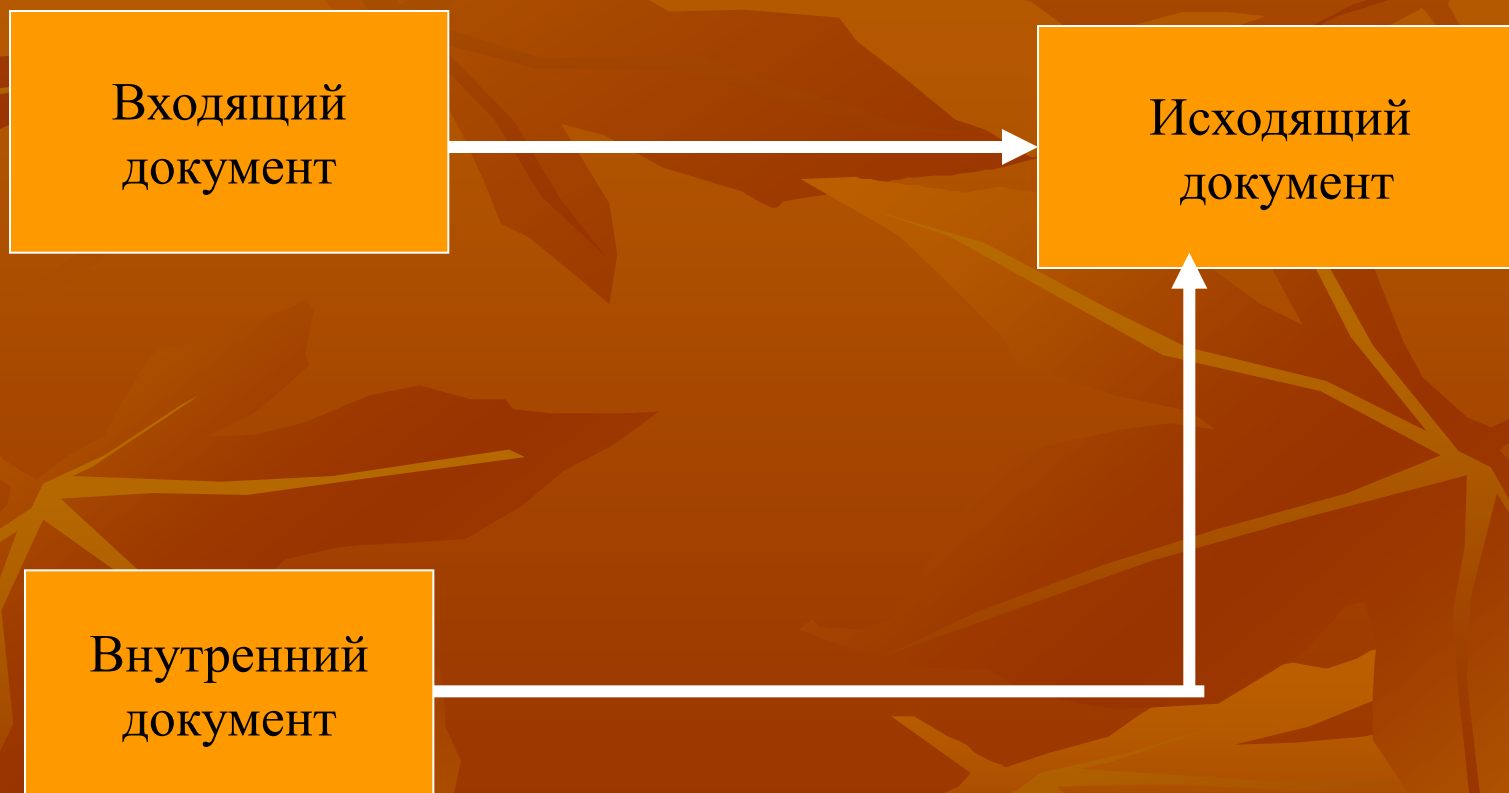 Входящий
документ
Исходящий
документ
Внутренний
документ